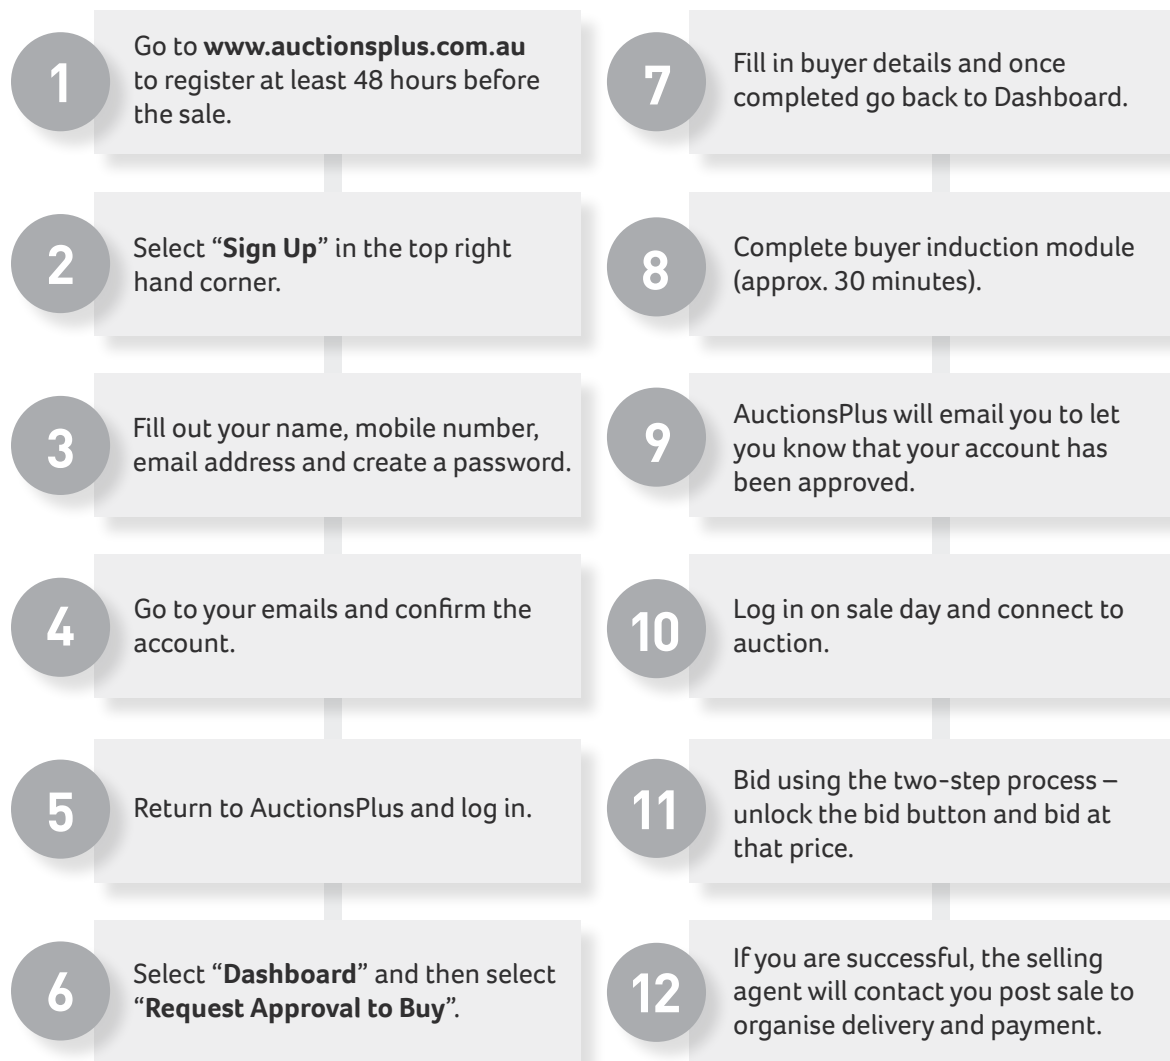 1
Go to www.auctionsplus.com.au
to register at least 48 hours before
the sale.
2
Select “Sign Up” in the top right
hand corner.
3
Fill out your name, mobile number,
email address and create a password.
4
Go to your emails and confirm the
account.
5
Return to AuctionsPlus and log in.
6
Select “Dashboard” and then select
“Request Approval to Buy”.
7
Fill in buyer details and once
completed go back to Dashboard.
8
Complete buyer induction module
(approx. 30 minutes).
9
AuctionsPlus will email you to let
you know that your account has
been approved.
10
Log in on sale day and connect to
auction.
11
Bid using the two-step process –
unlock the bid button and bid at
that price.
12
If you are successful, the selling
agent will contact you post sale to
organise delivery and payment.